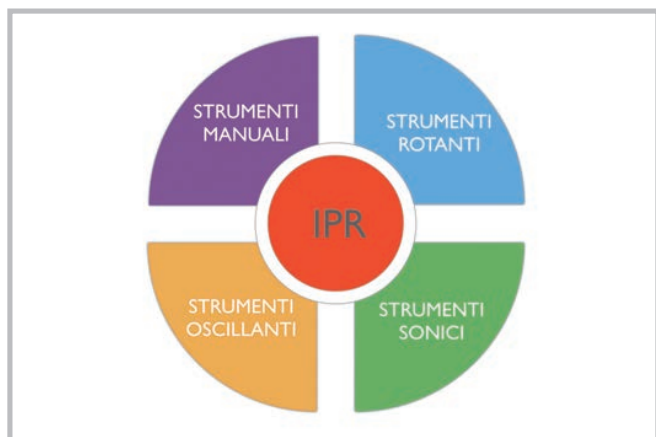 STRUMENTI
MANUALI
STRUMENTI
ROTANTI
IPR
STRUMENTI
OSCILLANTI
STRUMENTI
SONICI